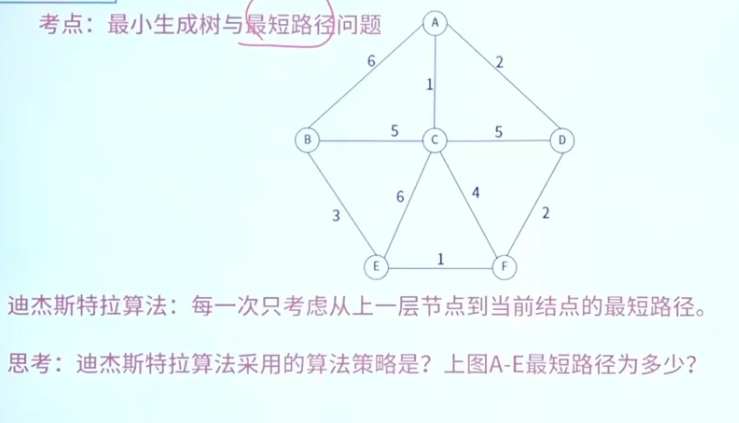 考点：最小生成树与最短路径问题
A
6
2
1
B
5
C
5
D
6
4
3
2
E
1
F
迪杰斯特拉算法：每一次只考虑从上一层节点到当前结点的最短路径。
思考：迪杰斯特拉算法采用的算法策略是？上图A-E最短路径为多少？